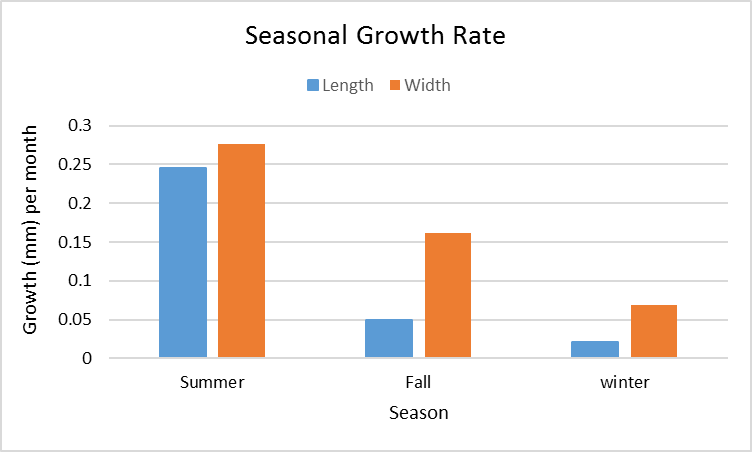 Seasonal Growth Rate
Length Width
Growth (mm) per month
0.3
0.25
0.2
0.15
0.1
0.05
0
Summer Fall winter
Season